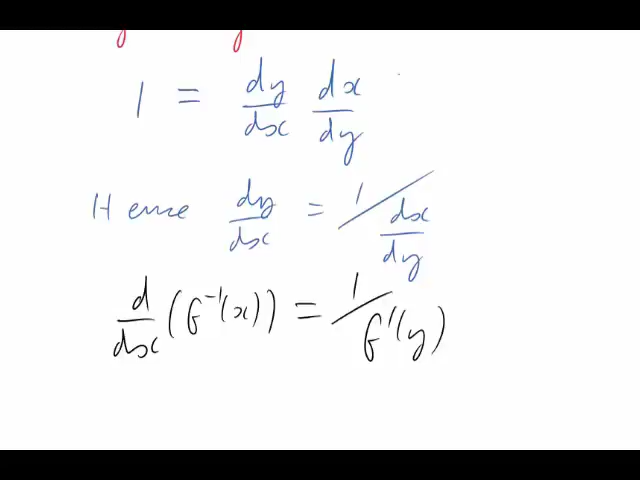 1 = dy/dx dx/dy
Hence dy/dx = 1/(dx/dy)
d/dx (f⁻¹(x)) = 1/f'(y)